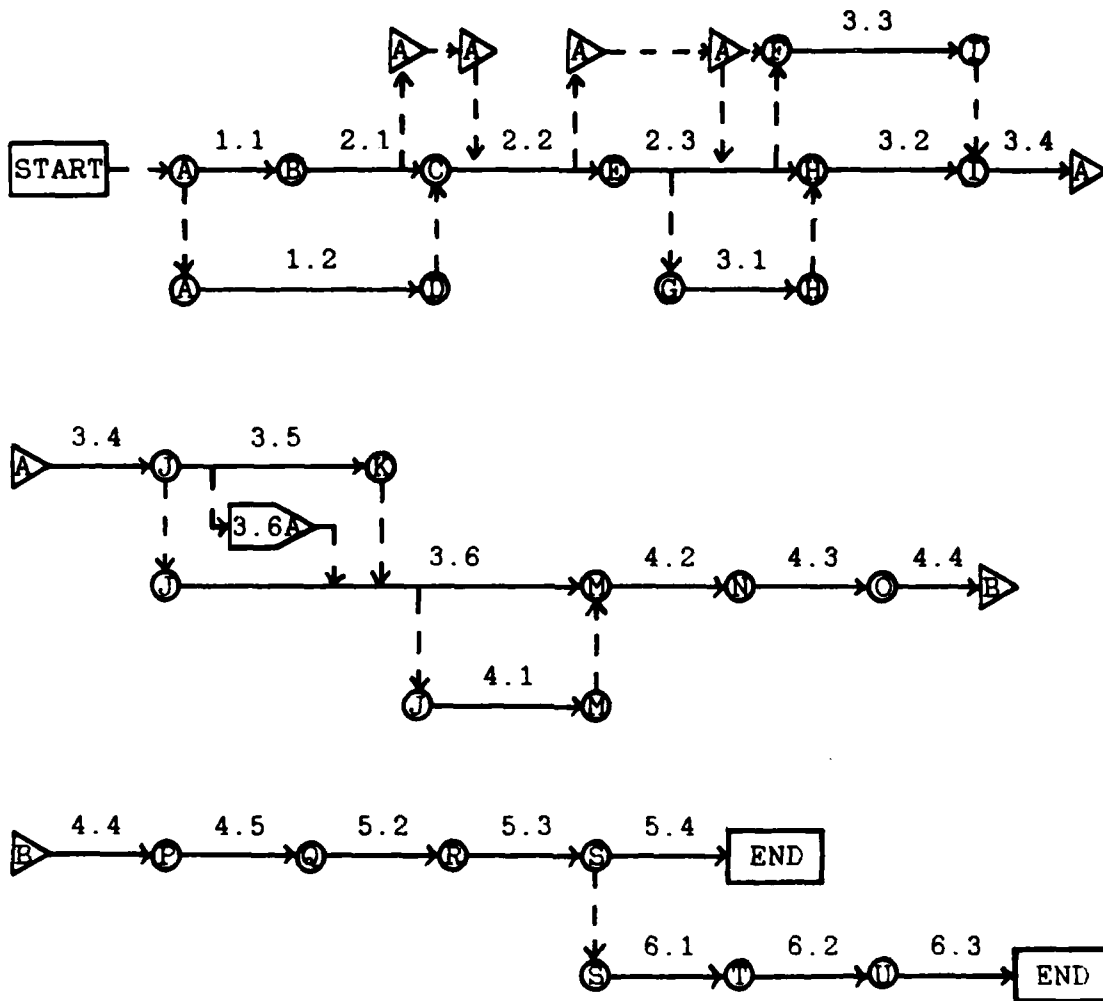 3.3
A A A A F I
1.1 2.1 2.2 2.3 3.2 3.4
START A B C E H I A
1.2 3.1
A D G H
3.4 3.5
A J K
3.6A
3.6 4.2 4.3 4.4
J M N O B
4.1
J M
4.4 4.5 5.2 5.3 5.4
B P Q R S END
6.1 6.2 6.3
S T U END